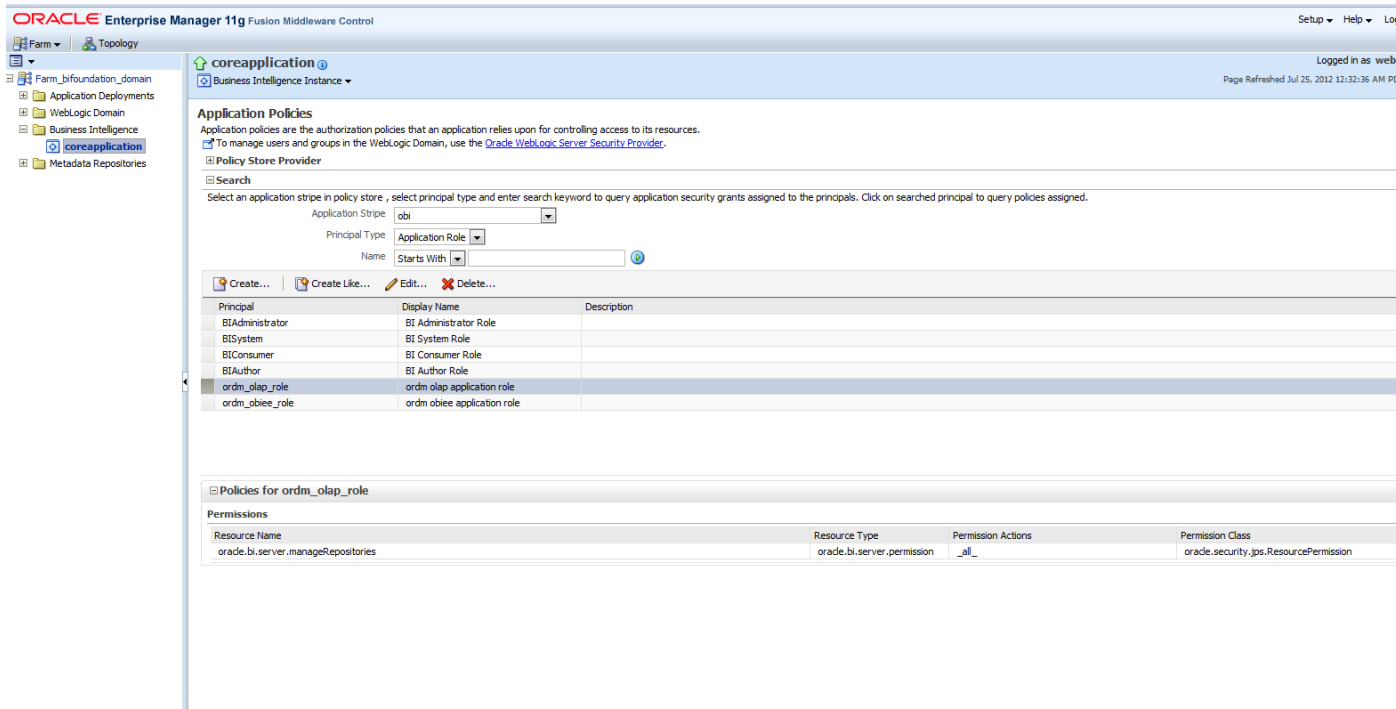 ORACLE Enterprise Manager 11g Fusion Middleware Control
Setup Help Lo
Farm Topology
coreapplication
Logged in as web
Farm_bifoundation_domain
Business Intelligence Instance
Page Refreshed Jul 25, 2012 12:32:36 AM PD
Application Deployments
WebLogic Domain
Business Intelligence
coreapplication
Metadata Repositories
Application Policies
Application policies are the authorization policies that an application relies upon for controlling access to its resources.
To manage users and groups in the WebLogic Domain, use the Oracle WebLogic Server Security Provider.
Policy Store Provider
Search
Select an application stripe in policy store , select principal type and enter search keyword to query application security grants assigned to the principals. Click on searched principal to query policies assigned.
Application Stripe obi
Principal Type Application Role
Name Starts With
Create... Create Like... Edit... Delete...
Principal Display Name Description
BIAdministrator BI Administrator Role
BISystem BI System Role
BIConsumer BI Consumer Role
BIAuthor BI Author Role
ordm_olap_role ordm olap application role
ordm_obiee_role ordm obiee application role
Policies for ordm_olap_role
Permissions
Resource Name Resource Type Permission Actions Permission Class
oracle.bi.server.manageRepositories oracle.bi.server.permission _all_ oracle.security.jps.ResourcePermission